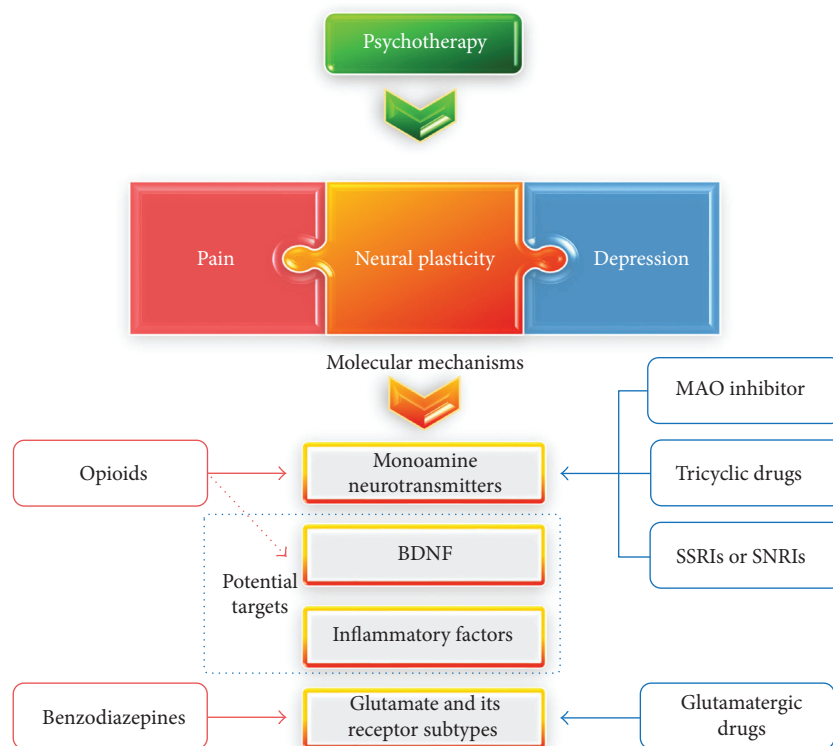 Psychotherapy
Pain
Neural plasticity
Depression
Molecular mechanisms
MAO inhibitor
Opioids
Monoamine
neurotransmitters
Tricyclic drugs
BDNF
SSRIs or SNRIs
Potential
targets
Inflammatory factors
Benzodiazepines
Glutamate and its
receptor subtypes
Glutamatergic
drugs